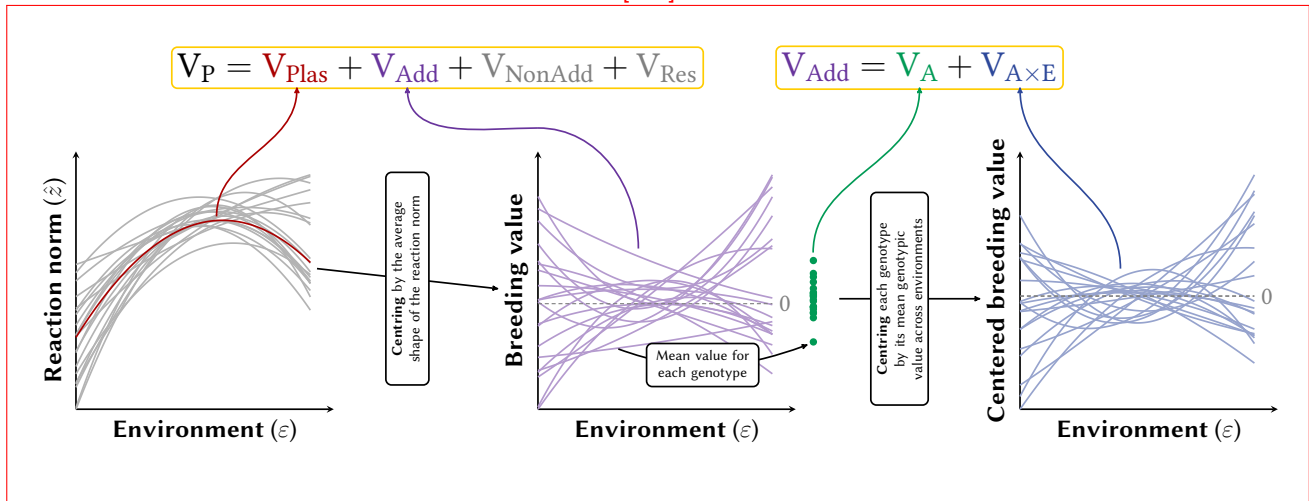 V_P = V_Plas + V_Add + V_NonAdd + V_Res
V_Add = V_A + V_A×E
Reaction norm (ẑ)
Environment (ε)
Centring by the average
shape of the reaction norm
Breeding value
0
Environment (ε)
Mean value for
each genotype
Centring each genotype
by its mean genotypic
value across environments
Centered breeding value
0
Environment (ε)